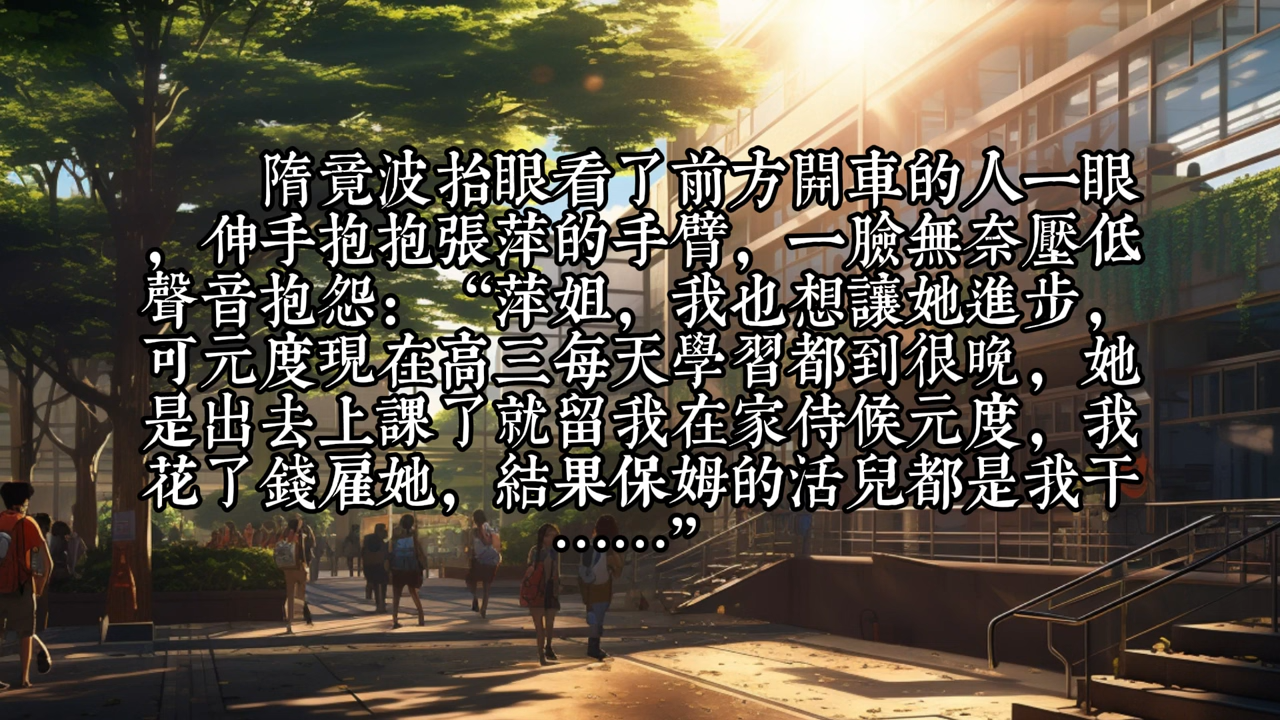 隋竟波抬眼看了前方開車的人一眼
，伸手抱抱張萍的手臂，一臉無奈壓低
聲音抱怨：“萍姐，我也想讓她進步，
可元度現在高三每天學習都到很晚，她
是出去上課了就留我在家侍候元度，我
花了錢雇她，結果保姆的活兒都是我干
……”